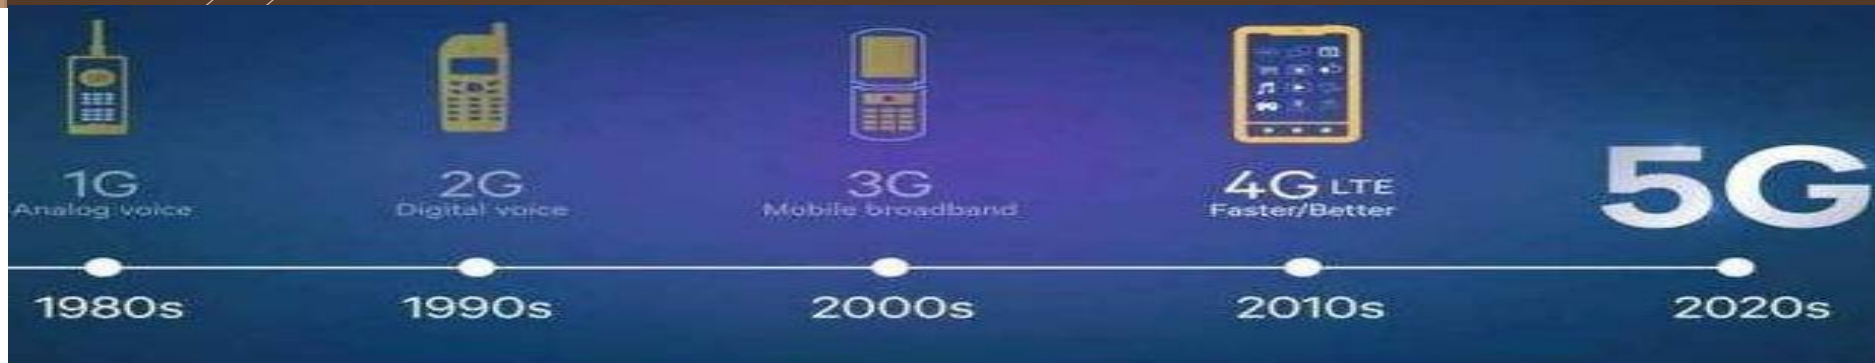 1G
Analog voice
2G
Digital voice
3G
Mobile broadband
4G LTE
Faster/Better
5G
1980s
1990s
2000s
2010s
2020s